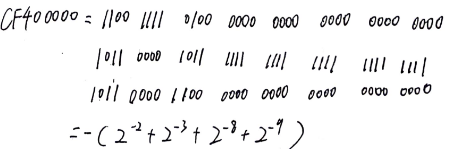 CF400000 = 1100 1111 0100 0000 0000 0000 0000 0000
1011 0000 1011 1111 1111 1111 1111 1111
1011 0000 1100 0000 0000 0000 0000 0000
= -(2⁻² + 2⁻³ + 2⁻⁸ + 2⁻⁹)